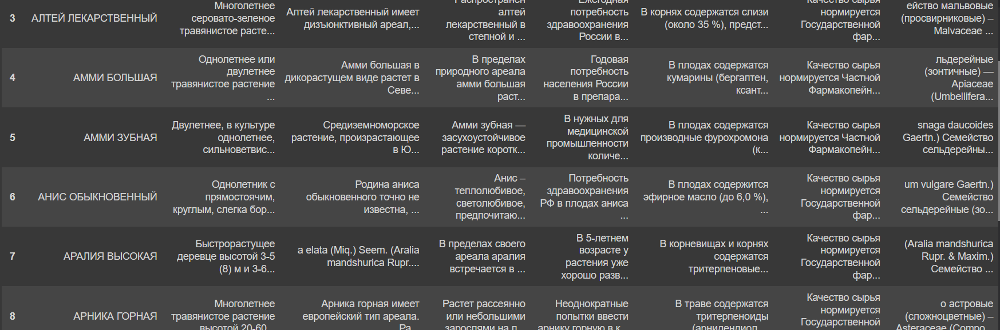 3
АЛТЕЙ ЛЕКАРСТВЕННЫЙ
Многолетнее
серовато-зеленое
травянистое расте...
Алтей лекарственный имеет
дизъюнктивный ареал,...
Распространен
алтей
лекарственный в
степной и ...
Ежегодная
потребность
здравоохранения
России в...
В корнях содержатся слизи
(около 35 %), предст...
Качество сырья
нормируется
Государственной
фар...
ейство мальвовые
(просвирниковые) –
Malvaceae ...
4
АММИ БОЛЬШАЯ
Однолетнее или
двулетнее
травянистое растение
...
Амми большая в
дикорастущем виде растет в
Севе...
В пределах
природного ареала
амми большая
раст...
Годовая
потребность
населения России
в препара...
В плодах содержатся
кумарины (бергаптен,
ксант...
Качество сырья
нормируется Частной
Фармакопейн...
льдерейные
(зонтичные) —
Apiaceae
(Umbellifera...
5
АММИ ЗУБНАЯ
Двулетнее, в культуре
однолетнее,
сильноветвис...
Средиземноморское
растение, произрастающее
в Ю...
Амми зубная —
засухоустойчивое
растение коротк...
В нужных для
медицинской
промышленности
количе...
В плодах содержатся
производные фурохромона
(к...
Качество сырья
нормируется Частной
Фармакопейн...
snaga daucoides
Gaertn.) Семейство
сельдерейны...
6
АНИС ОБЫКНОВЕННЫЙ
Однолетник с
прямостоячим,
круглым, слегка бор...
Родина аниса
обыкновенного точно не
известна, ...
Анис –
теплолюбивое,
светолюбивое,
предпочитаю...
Потребность
здравоохранения
РФ в плодах аниса
...
В плодах содержится
эфирное масло (до 6,0 %),
...
Качество сырья
нормируется
Государственной
фар...
um vulgare Gaertn.)
Семейство
сельдерейные (зо...
7
АРАЛИЯ ВЫСОКАЯ
Быстрорастущее
деревце высотой 3-5
(8) м и 3-6...
a elata (Miq.) Seem. (Aralia
mandshurica Rupr....
В пределах своего
ареала аралия
встречается в ...
В 5-летнем
возрасте у
растения уже
хорошо разв...
В корневищах и корнях
содержатся
тритерпеновые...
Качество сырья
нормируется
Государственной
фар...
(Aralia mandshurica
Rupr. & Maxim.)
Семейство ...
8
АРНИКА ГОРНАЯ
Многолетнее
травянистое растение
высотой 20-60...
Арника горная имеет
европейский тип ареала.
Ра...
Растет рассеянно
или небольшими
зарослями на п...
Неоднократные
попытки ввести
арнику горную в к...
В траве содержатся
тритерпеноиды
(арнидендиол...
Качество сырья
нормируется
Государственной
о астровые
(сложноцветные) –
Asteraceae (Compo...